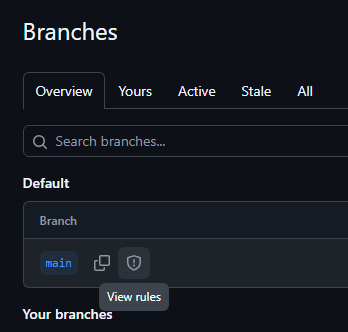 Branches
Overview Yours Active Stale All
Search branches...
Default
Branch
main
View rules
Your branches